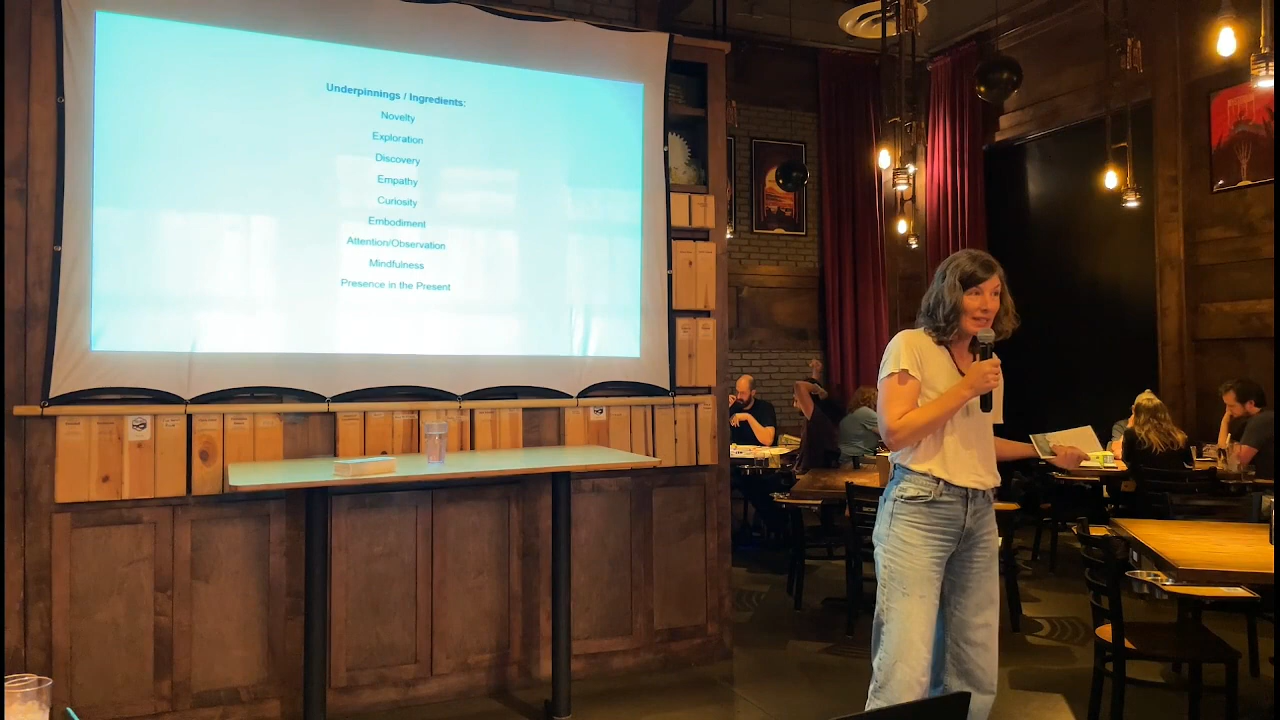 Underpinnings / Ingredients:
Novelty
Exploration
Discovery
Empathy
Curiosity
Embodiment
Attention/Observation
Mindfulness
Presence in the Present